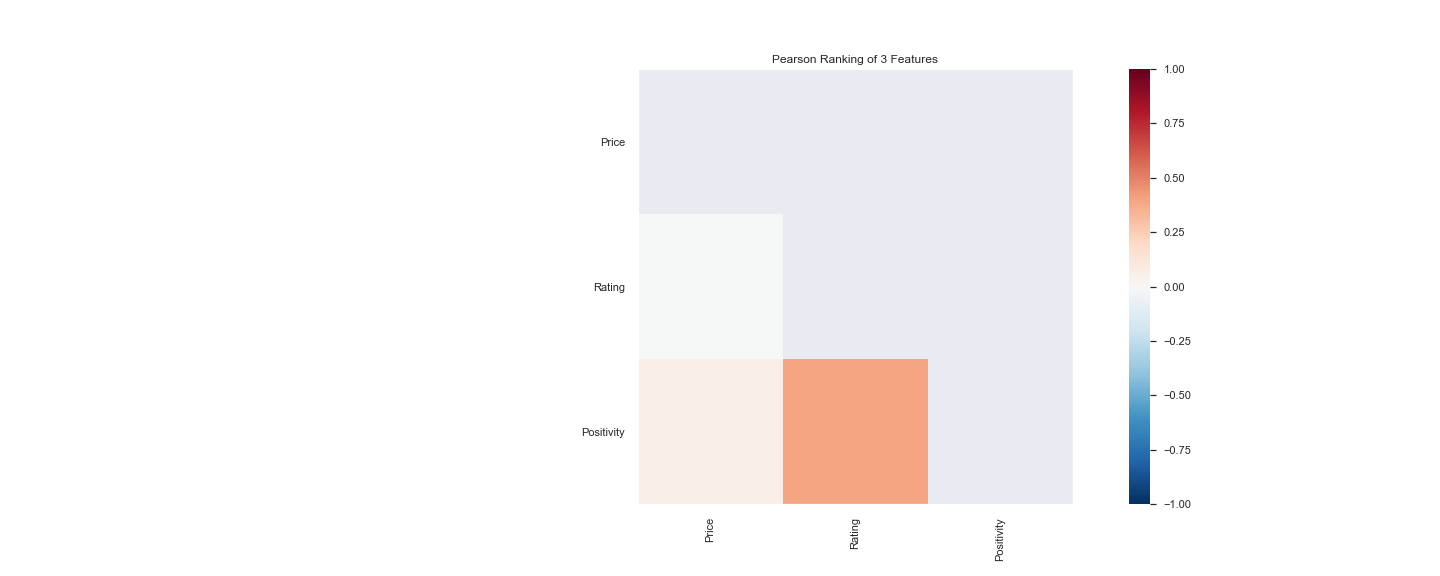 Pearson Ranking of 3 Features
Price
Rating
Positivity
Price
Rating
Positivity
1.00
0.75
0.50
0.25
0.00
−0.25
−0.50
−0.75
−1.00